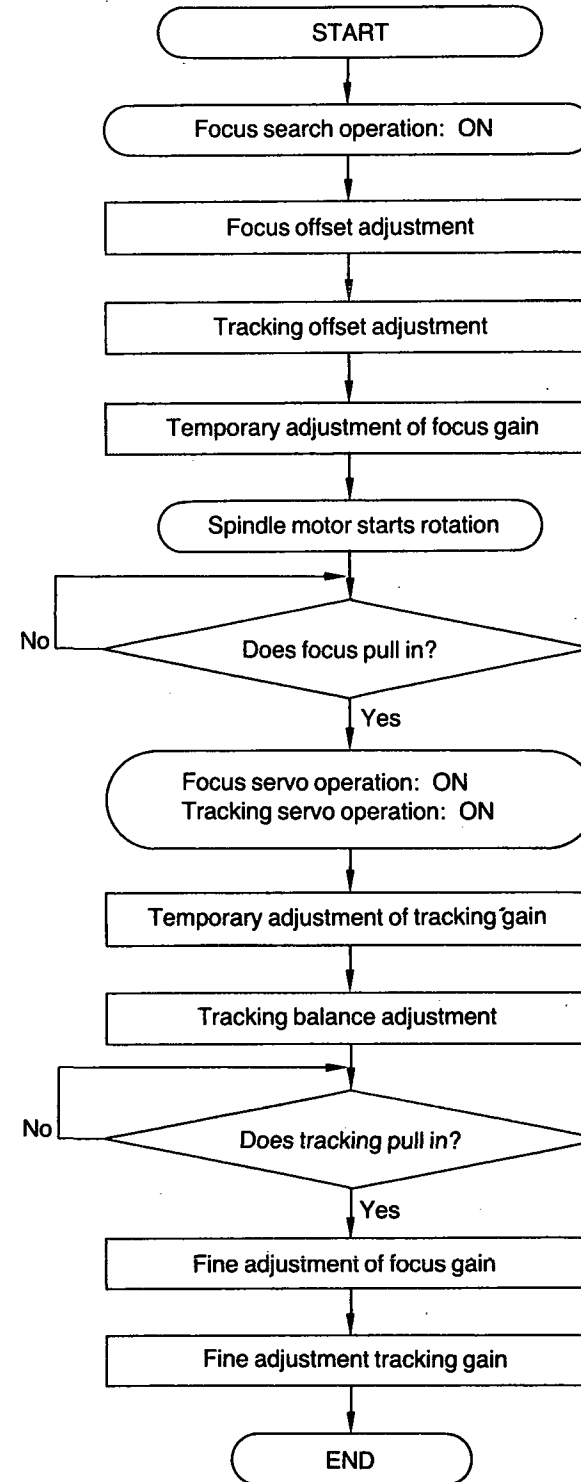 START
Focus search operation: ON
Focus offset adjustment
Tracking offset adjustment
Temporary adjustment of focus gain
Spindle motor starts rotation
Does focus pull in?
No
Yes
Focus servo operation: ON
Tracking servo operation: ON
Temporary adjustment of tracking gain
Tracking balance adjustment
Does tracking pull in?
No
Yes
Fine adjustment of focus gain
Fine adjustment tracking gain
END